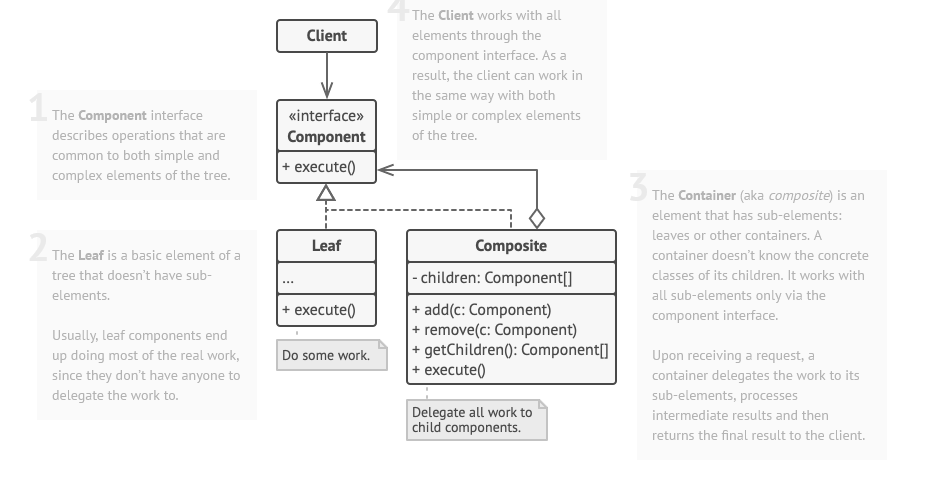 Client
4
The Client works with all
elements through the
component interface. As a
result, the client can work in
the same way with both
simple or complex elements
of the tree.
1
The Component interface
describes operations that are
common to both simple and
complex elements of the tree.
«interface»
Component
+ execute()
2
The Leaf is a basic element of a
tree that doesn't have sub-
elements.
Usually, leaf components end
up doing most of the real work,
since they don't have anyone to
delegate the work to.
Leaf
...
+ execute()
Do some work.
Composite
- children: Component[]
+ add(c: Component)
+ remove(c: Component)
+ getChildren(): Component[]
+ execute()
Delegate all work to
child components.
3
The Container (aka composite) is an
element that has sub-elements:
leaves or other containers. A
container doesn't know the concrete
classes of its children. It works with
all sub-elements only via the
component interface.
Upon receiving a request, a
container delegates the work to its
sub-elements, processes
intermediate results and then
returns the final result to the client.